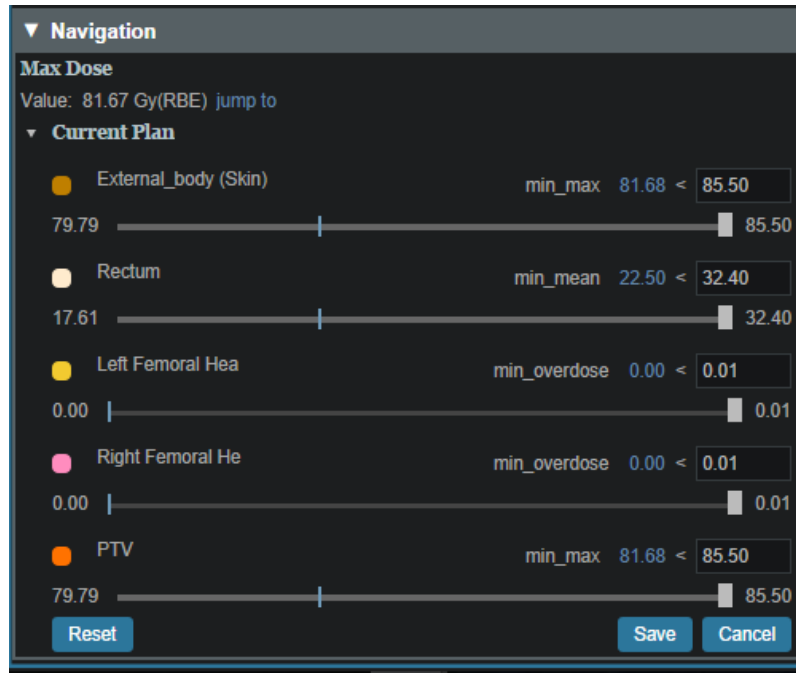 ▼ Navigation
Max Dose
Value: 81.67 Gy(RBE) jump to
▾ Current Plan
External_body (Skin) min_max 81.68 < 85.50
79.79 85.50
Rectum min_mean 22.50 < 32.40
17.61 32.40
Left Femoral Hea min_overdose 0.00 < 0.01
0.00 0.01
Right Femoral He min_overdose 0.00 < 0.01
0.00 0.01
PTV min_max 81.68 < 85.50
79.79 85.50
Reset Save Cancel